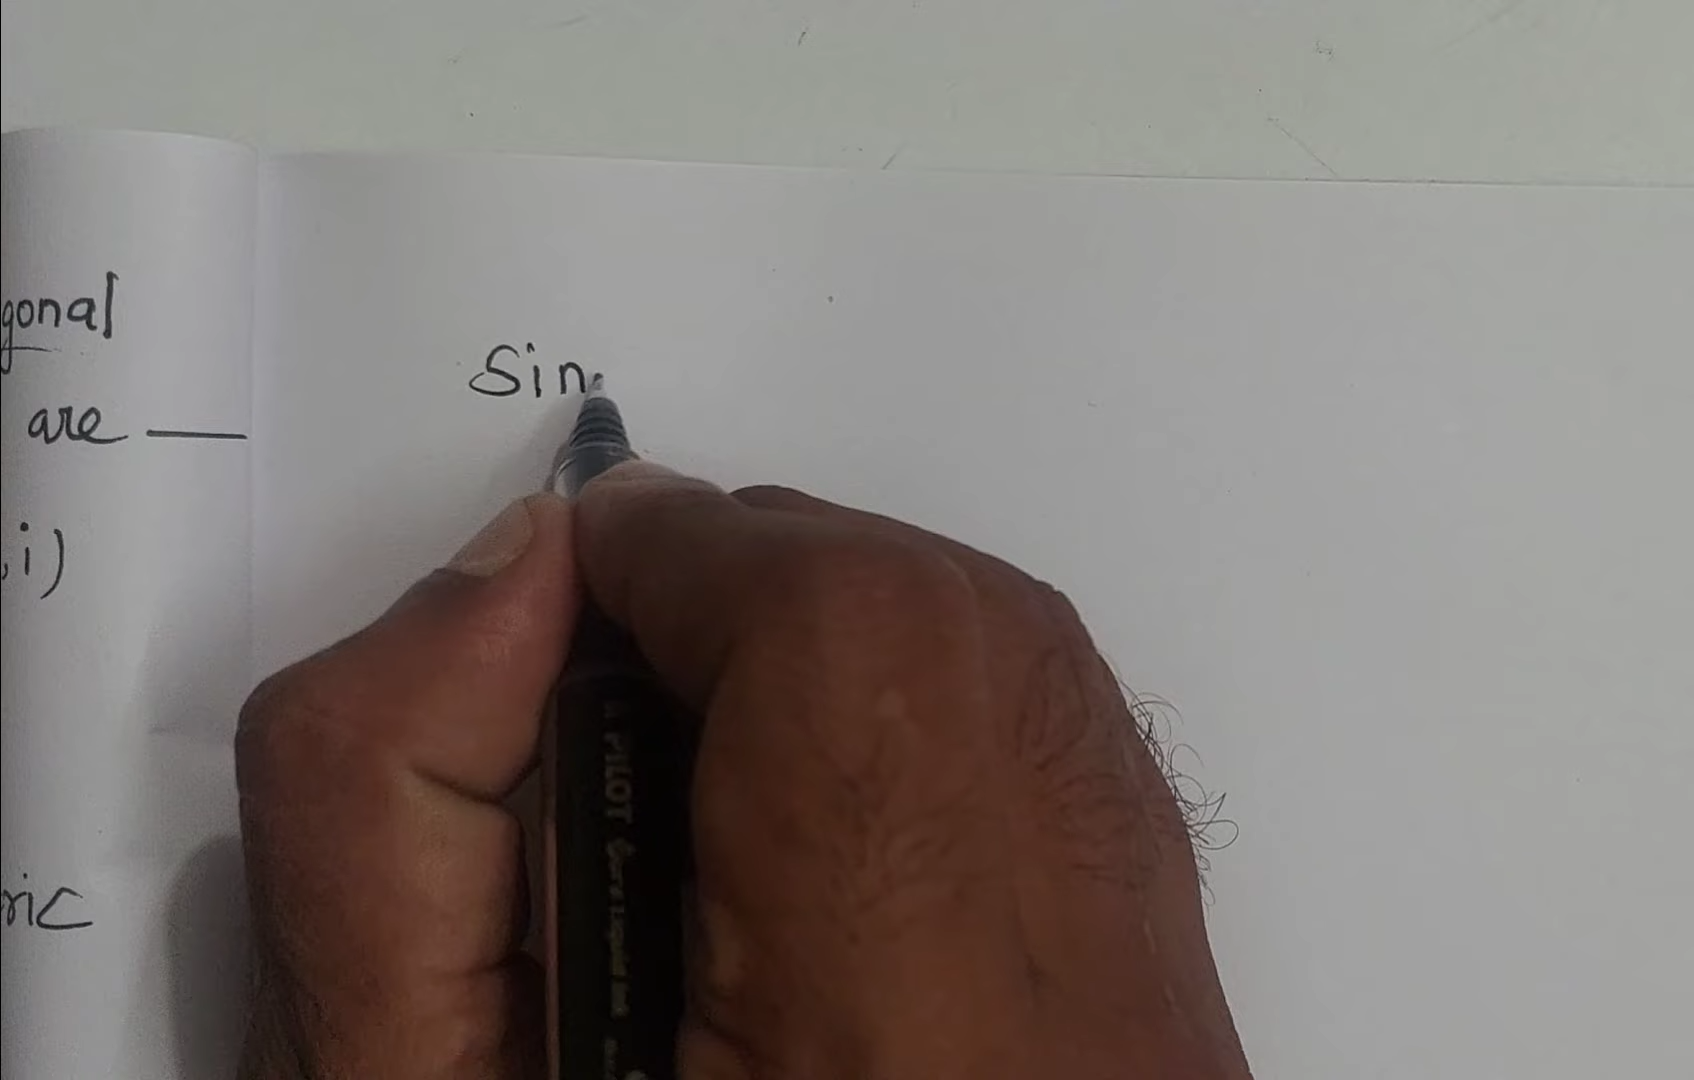 gonal
are ___
,i)
ric
Sin
PILOT